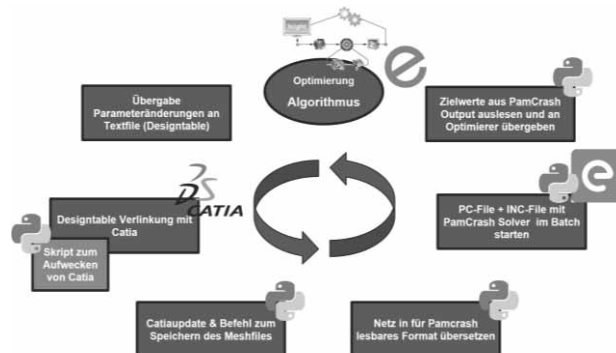 Optimierung
Algorithmus
Übergabe
Parameteränderungen an
Textfile (Designtable)
Zielwerte aus PamCrash
Output auslesen und an
Optimierer übergeben
CATIA
Designtable Verlinkung mit
Catia
Skript zum
Aufwecken
von Catia
PC-File + INC-File mit
PamCrash Solver im Batch
starten
Catiaupdate & Befehl zum
Speichern des Meshfiles
Netz in für Pamcrash
lesbares Format übersetzen